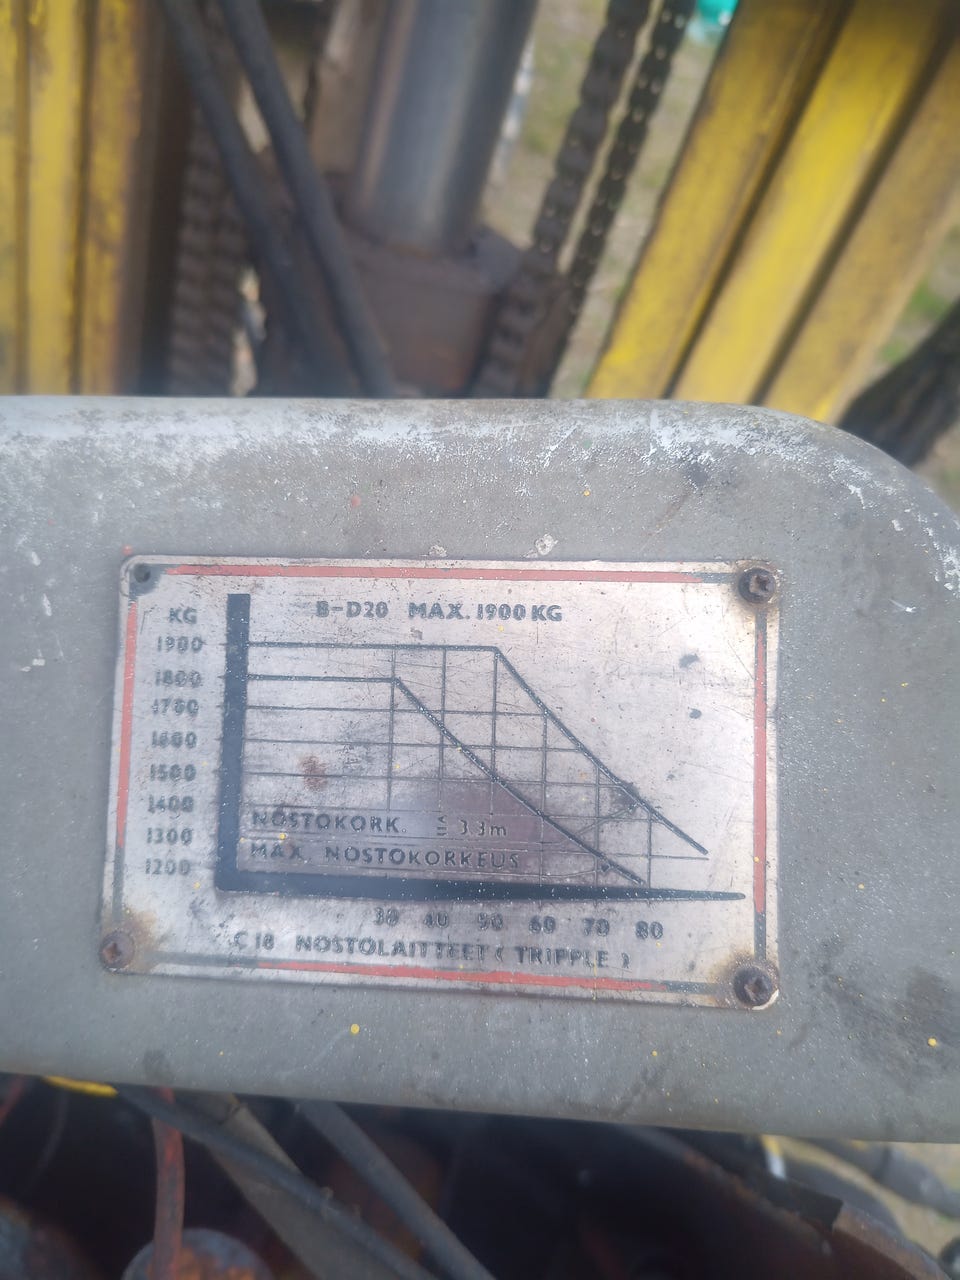 B-D20 MAX. 1900 KG
KG
1900
1800
1700
1600
1500
1400
1300
1200
NOSTOKORK. ≦ 3.3m
MAX. NOSTOKORKEUS
30 40 50 60 70 80
C 18 NOSTOLAITTEET ( TRIPPLE )